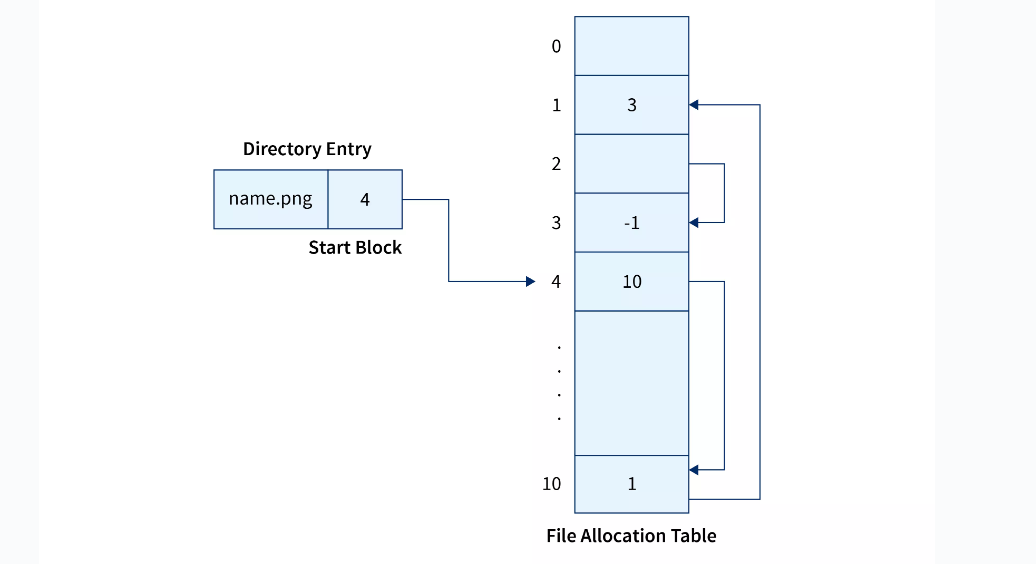 Directory Entry
name.png 4
Start Block
0
1 3
2
3 -1
4 10
.
.
.
.
10 1
File Allocation Table